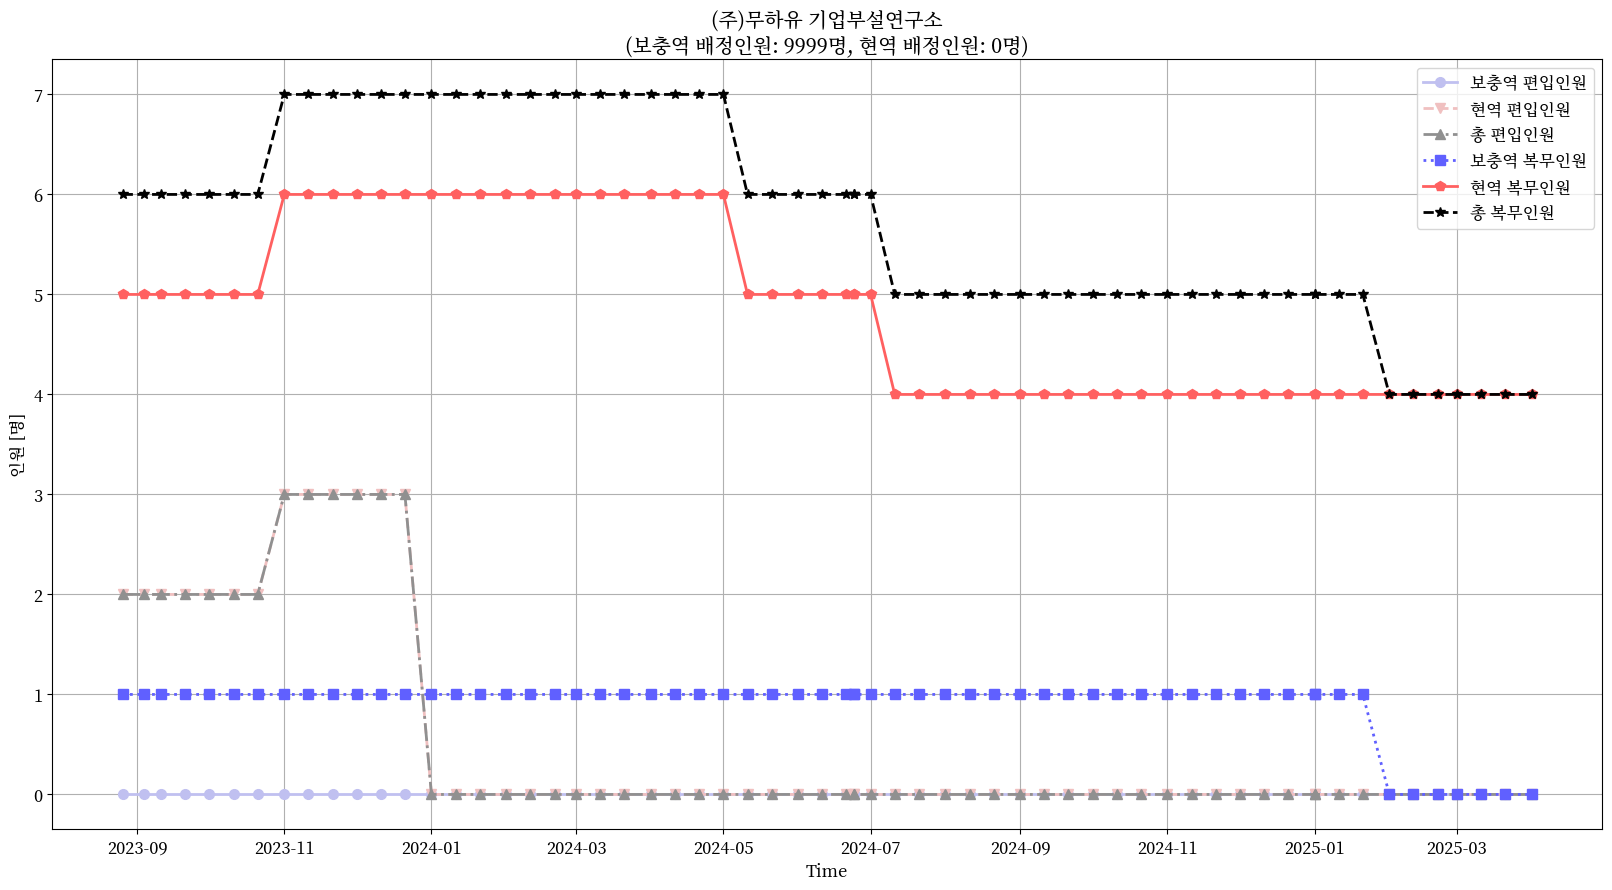 (주)무하유 기업부설연구소
(보충역 배정인원: 9999명, 현역 배정인원: 0명)
보충역 편입인원
현역 편입인원
총 편입인원
보충역 복무인원
현역 복무인원
총 복무인원
인원 [명]
7
6
5
4
3
2
1
0
2023-09
2023-11
2024-01
2024-03
2024-05
2024-07
2024-09
2024-11
2025-01
2025-03
Time